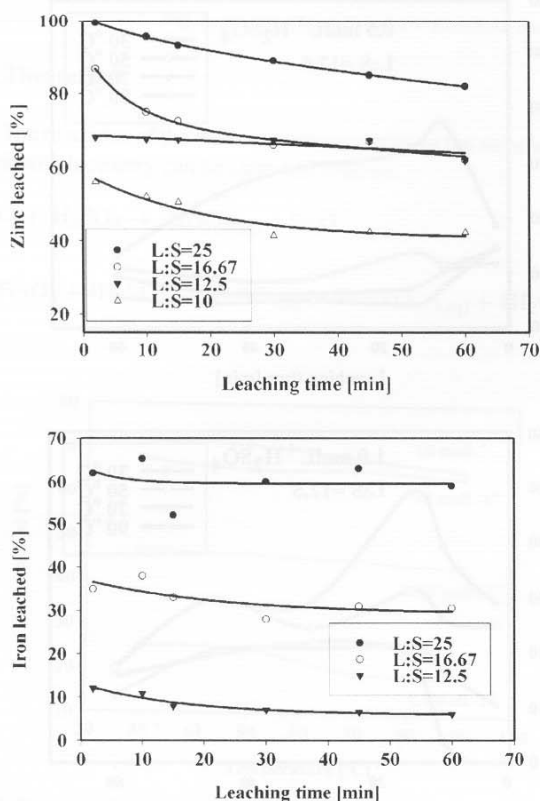 100
80
60
40
20
Zinc leached [%]
L:S=25
L:S=16.67
L:S=12.5
L:S=10
0 10 20 30 40 50 60 70
Leaching time [min]
70
60
50
40
30
20
10
0
Iron leached [%]
L:S=25
L:S=16.67
L:S=12.5
0 10 20 30 40 50 60 70
Leaching time [min]